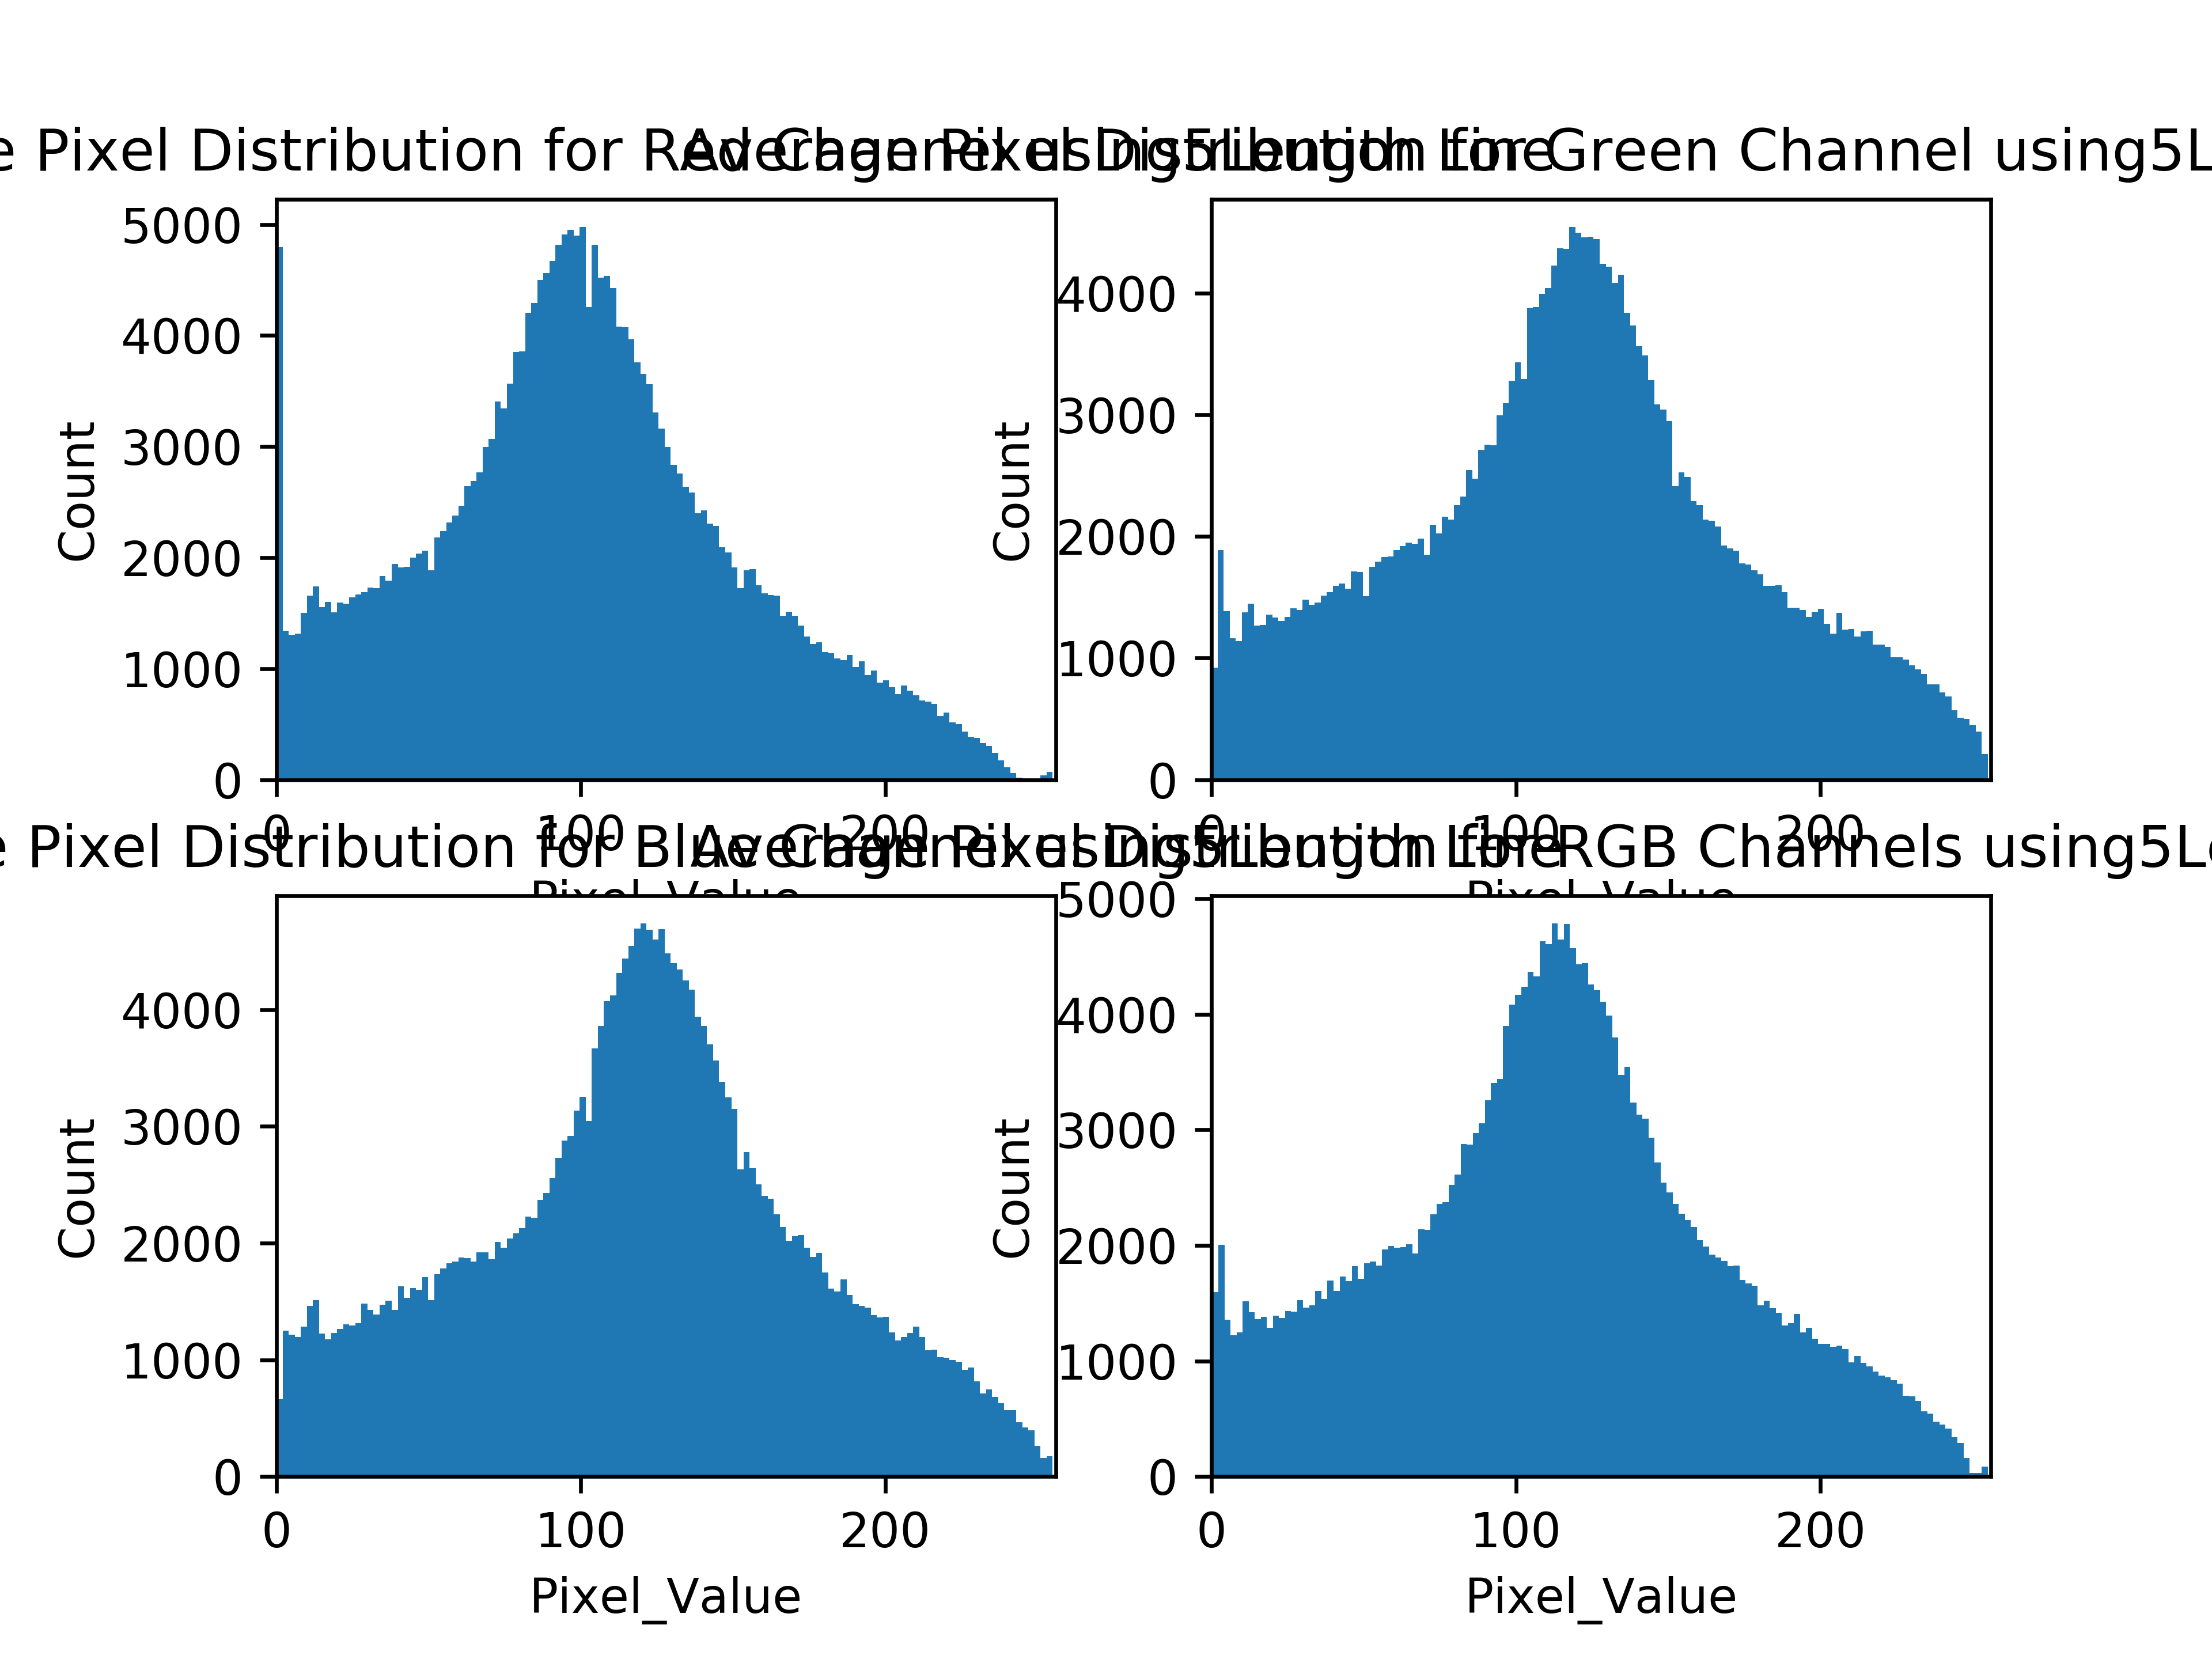 e Pixel Distribution for Red Channel using5Length Line
Average Pixel Distribution for Green Channel using5L
5000
4000
3000
2000
1000
0
Count
0 100 200
Pixel_Value
4000
3000
2000
1000
0
Count
0 100 200
Pixel_Value
e Pixel Distribution for Blue Channel using5Length Line
Average Pixel Distribution for RGB Channels using5Le
4000
3000
2000
1000
0
Count
0 100 200
Pixel_Value
5000
4000
3000
2000
1000
0
Count
0 100 200
Pixel_Value